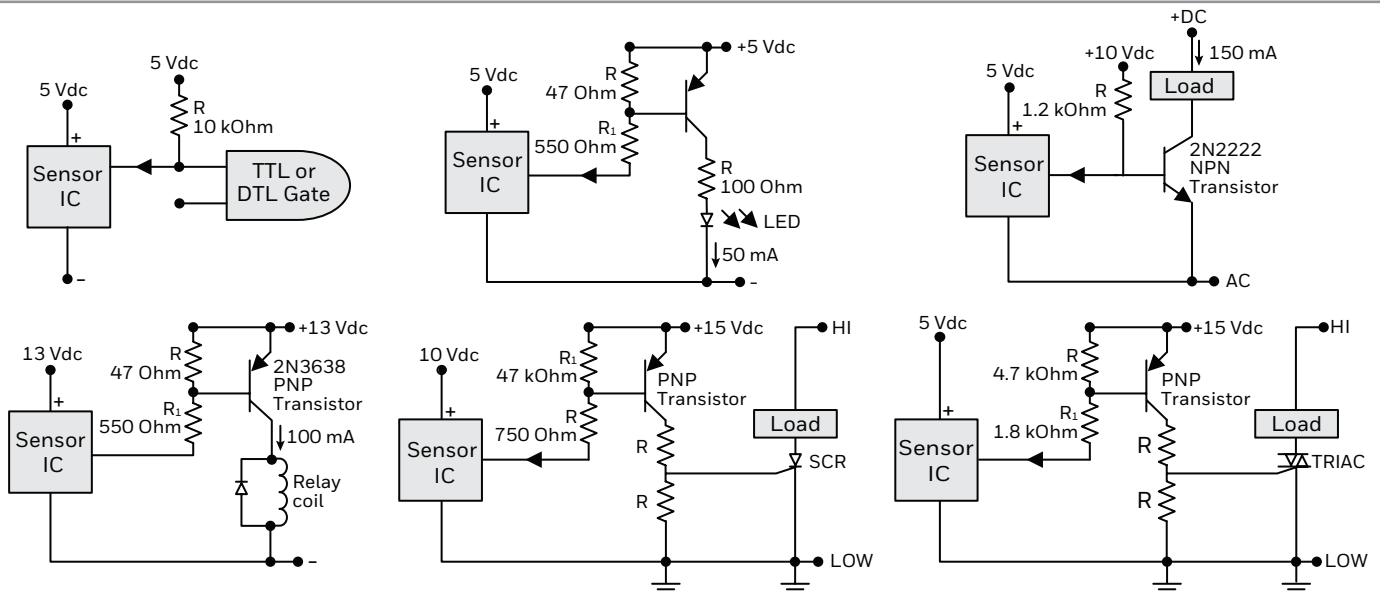 5 Vdc
5 Vdc
+
R
10 kOhm
Sensor
IC
TTL or
DTL Gate
-
+5 Vdc
5 Vdc
R
47 Ohm
+
R1
550 Ohm
Sensor
IC
R
100 Ohm
LED
50 mA
-
+DC
150 mA
+10 Vdc
5 Vdc
R
1.2 kOhm
Load
+
Sensor
IC
2N2222
NPN
Transistor
AC
+13 Vdc
13 Vdc
R
47 Ohm
2N3638
PNP
Transistor
+
R1
550 Ohm
100 mA
Sensor
IC
Relay
coil
-
+15 Vdc
HI
10 Vdc
R1
47 kOhm
PNP
Transistor
+
R
750 Ohm
Load
R
Sensor
IC
SCR
R
LOW
+15 Vdc
HI
5 Vdc
R
4.7 kOhm
PNP
Transistor
+
R1
1.8 kOhm
Load
R
Sensor
IC
TRIAC
R
LOW